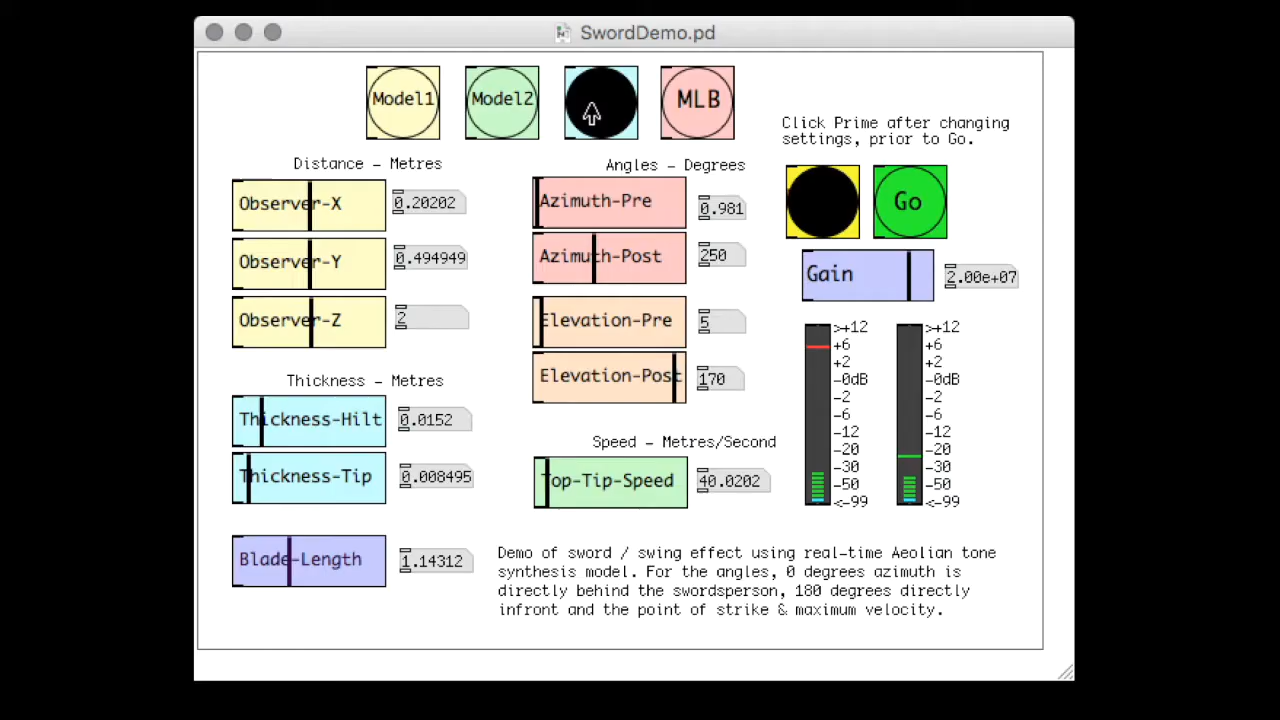 SwordDemo.pd
Model1
Model2
MLB
Click Prime after changing
settings, prior to Go.
Distance - Metres
Angles - Degrees
Observer-X
0.20202
Azimuth-Pre
0.981
Go
Observer-Y
0.494949
Azimuth-Post
250
Gain
2.00e+07
Observer-Z
2
Elevation-Pre
5
Elevation-Post
170
>+12
+6
+2
-0dB
-2
-6
-12
-20
-30
-50
<-99
>+12
+6
+2
-0dB
-2
-6
-12
-20
-30
-50
<-99
Thickness - Metres
Thickness-Hilt
0.0152
Thickness-Tip
0.008495
Speed - Metres/Second
Top-Tip-Speed
40.0202
Blade-Length
1.14312
Demo of sword / swing effect using real-time Aeolian tone
synthesis model. For the angles, 0 degrees azimuth is
directly behind the swordsperson, 180 degrees directly
infront and the point of strike & maximum velocity.